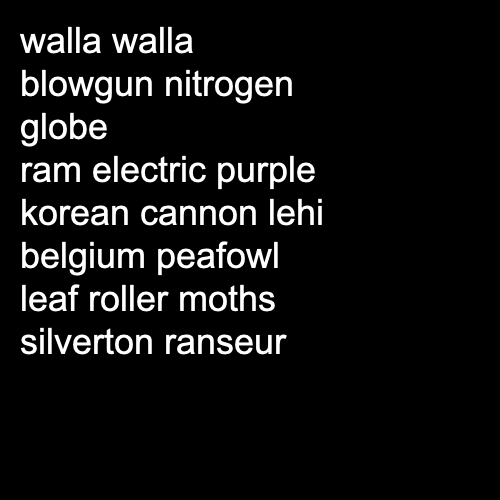 walla walla
blowgun nitrogen
globe
ram electric purple
korean cannon lehi
belgium peafowl
leaf roller moths
silverton ranseur